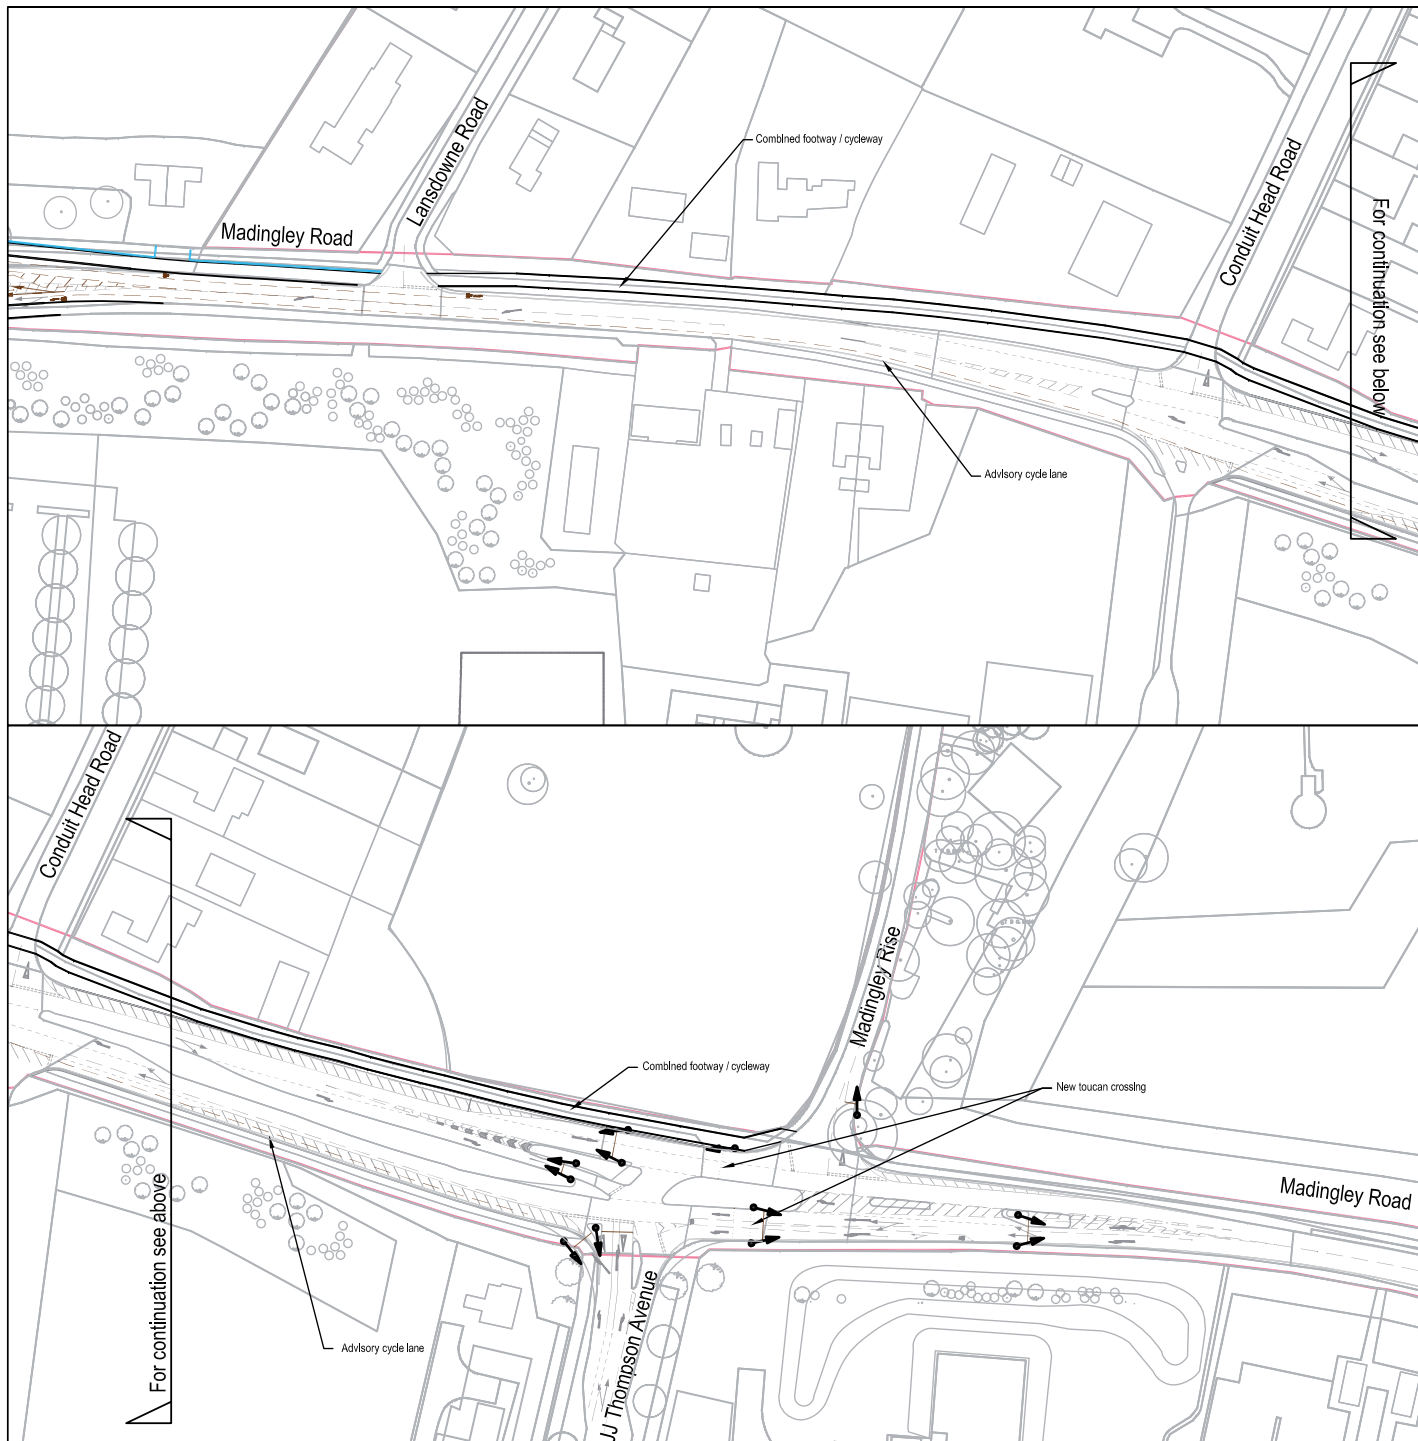 Combined footway / cycleway
Lansdowne Road
Madingley Road
Conduit Head Road
For continuation see below
Advisory cycle lane
Conduit Head Road
Madingley Rise
Combined footway / cycleway
New toucan crossing
Madingley Road
For continuation see above
JJ Thompson Avenue
Advisory cycle lane